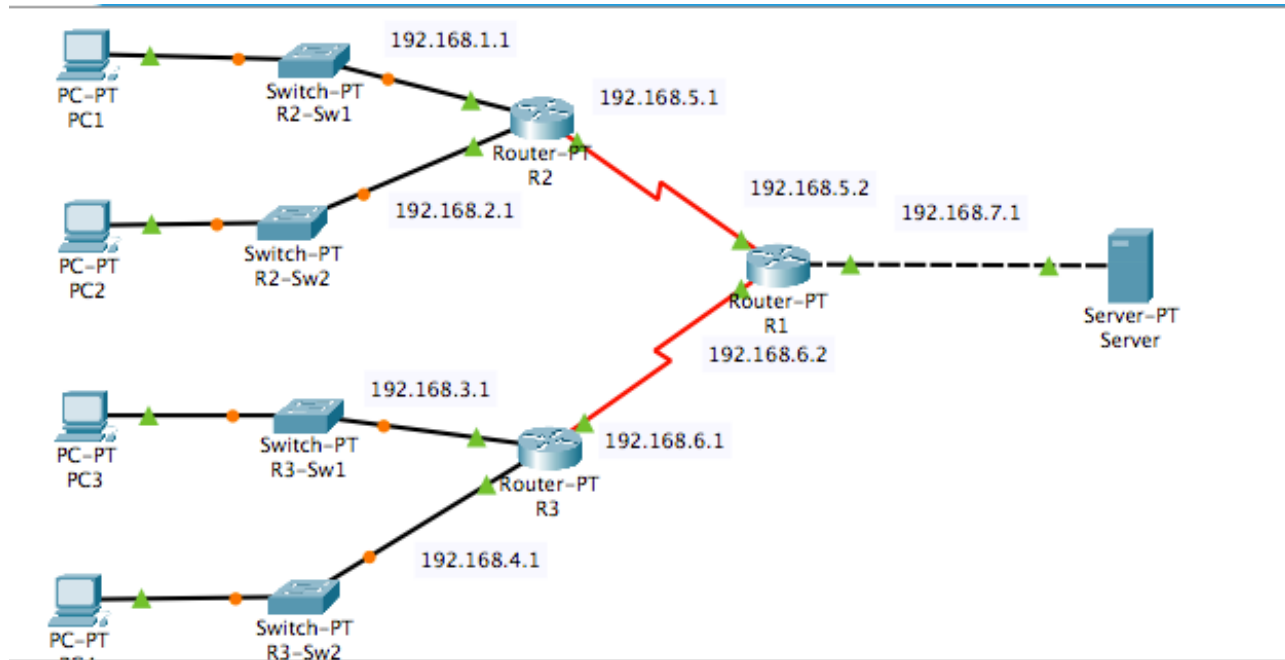 192.168.1.1
PC-PT
PC1
Switch-PT
R2-Sw1
192.168.5.1
Router-PT
R2
192.168.2.1
PC-PT
PC2
Switch-PT
R2-Sw2
192.168.5.2
192.168.7.1
Router-PT
R1
Server-PT
Server
192.168.6.2
192.168.3.1
PC-PT
PC3
Switch-PT
R3-Sw1
192.168.6.1
Router-PT
R3
192.168.4.1
PC-PT
Switch-PT
R3-Sw2